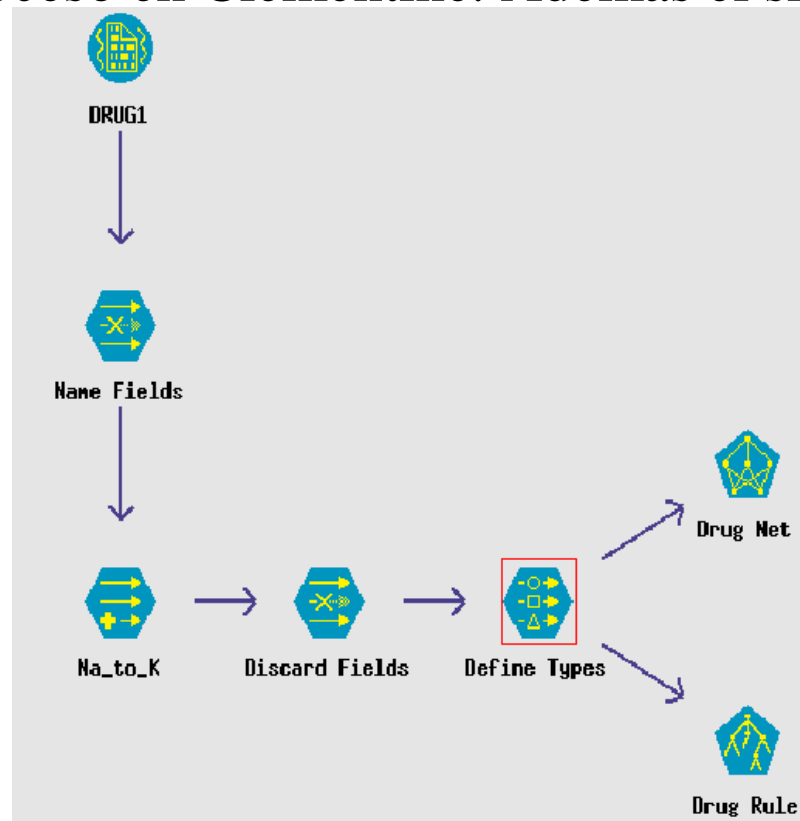 DRUG1
Name Fields
Drug Net
Na_to_K
Discard Fields
Define Types
Drug Rule